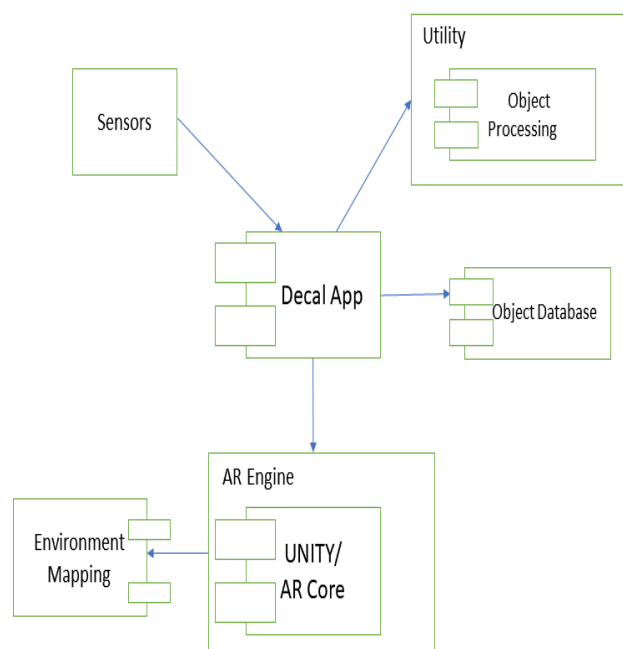 Utility
Object
Processing
Sensors
Decal App
Object Database
AR Engine
UNITY/
AR Core
Environment
Mapping